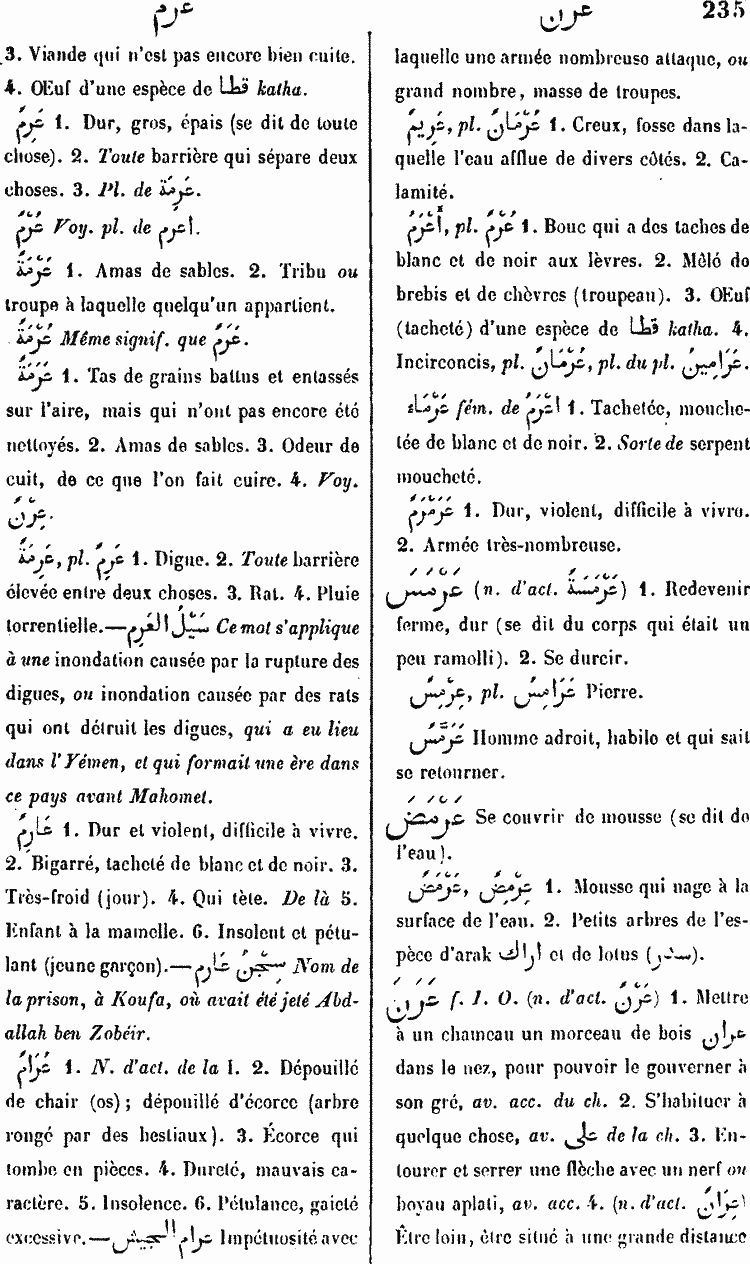 عرم
عرن
235
3. Viande qui n'est pas encore bien cuite.
4. Œuf d'une espèce de قطا katha.
عَرِمٌ 1. Dur, gros, épais (se dit de toute
chose). 2. Toute barrière qui sépare deux
choses. 3. Pl. de عَرِمَةٌ.
عُرْمٌ Voy. pl. de اعرم.
عُرْمَةٌ 1. Amas de sables. 2. Tribu ou
troupe à laquelle quelqu'un appartient.
عُرْمَةٌ Même signif. que عَرَمٌ.
عَرَمَةٌ 1. Tas de grains battus et entassés
sur l'aire, mais qui n'ont pas encore été
nettoyés. 2. Amas de sables. 3. Odeur de
cuit, de ce que l'on fait cuire. 4. Voy.
عِرْنٌ.
عَرِمَةٌ, pl. عَرِمٌ 1. Digue. 2. Toute barrière
élevée entre deux choses. 3. Rat. 4. Pluie
torrentielle.—سَيْلُ العَرِمِ Ce mot s'applique
à une inondation causée par la rupture des
digues, ou inondation causée par des rats
qui ont détruit les digues, qui a eu lieu
dans l'Yémen, et qui formait une ère dans
ce pays avant Mahomet.
عَارِمٌ 1. Dur et violent, difficile à vivre.
2. Bigarré, tacheté de blanc et de noir. 3.
Très-froid (jour). 4. Qui tète. De là 5.
Enfant à la mamelle. 6. Insolent et pétu-
lant (jeune garçon).—سِجْنُ عَارِم Nom de
la prison, à Koufa, où avait été jeté Abd-
allah ben Zobéir.
عُرَامٌ 1. N. d'act. de la I. 2. Dépouillé
de chair (os); dépouillé d'écorce (arbre
rongé par des bestiaux). 3. Écorce qui
tombe en pièces. 4. Dureté, mauvais ca-
ractère. 5. Insolence. 6. Pétulance, gaieté
excessive.—عرام الجيش Impétuosité avec
laquelle une armée nombreuse attaque, ou
grand nombre, masse de troupes.
عَرِيمٌ, pl. عُرْمَانٌ 1. Creux, fosse dans la-
quelle l'eau afflue de divers côtés. 2. Ca-
lamité.
أَعْرَمُ, pl. عُرْمٌ 1. Bouc qui a des taches de
blanc et de noir aux lèvres. 2. Mêlé de
brebis et de chèvres (troupeau). 3. Œuf
(tacheté) d'une espèce de قطا katha. 4.
Incirconcis, pl. عُرْمَانٌ, pl. du pl. عَرَامِينُ.
عَرْمَاء fém. de اعْرَمُ 1. Tachetée, mouche-
tée de blanc et de noir. 2. Sorte de serpent
moucheté.
عَرَمْرَمٌ 1. Dur, violent, difficile à vivre.
2. Armée très-nombreuse.
عَرْمَسَ (n. d'act. عَرْمَسَةٌ) 1. Redevenir
ferme, dur (se dit du corps qui était un
peu ramolli). 2. Se durcir.
عِرْمِسٌ, pl. عَرَامِسُ Pierre.
عَرَمَّسٌ Homme adroit, habile et qui sait
se retourner.
عَرْمَضَ Se couvrir de mousse (se dit de
l'eau).
عِرْمِضٌ, عَرْمَضٌ 1. Mousse qui nage à la
surface de l'eau. 2. Petits arbres de l'es-
pèce d'arak اراك et de lotus (سدر).
عَرَنَ f. I. O. (n. d'act. عَرْنٌ) 1. Mettre
à un chameau un morceau de bois عران
dans le nez, pour pouvoir le gouverner à
son gré, av. acc. du ch. 2. S'habituer à
quelque chose, av. على de la ch. 3. En-
tourer et serrer une flèche avec un nerf ou
boyau aplati, av. acc. 4. (n. d'act. عِرَانٌ)
Être loin, être situé à une grande distance